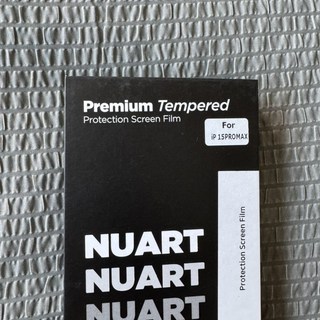 Premium Tempered
Protection Screen Film
For
iP 15PROMAX
NUART
NUART
NUART
Protection Screen Film